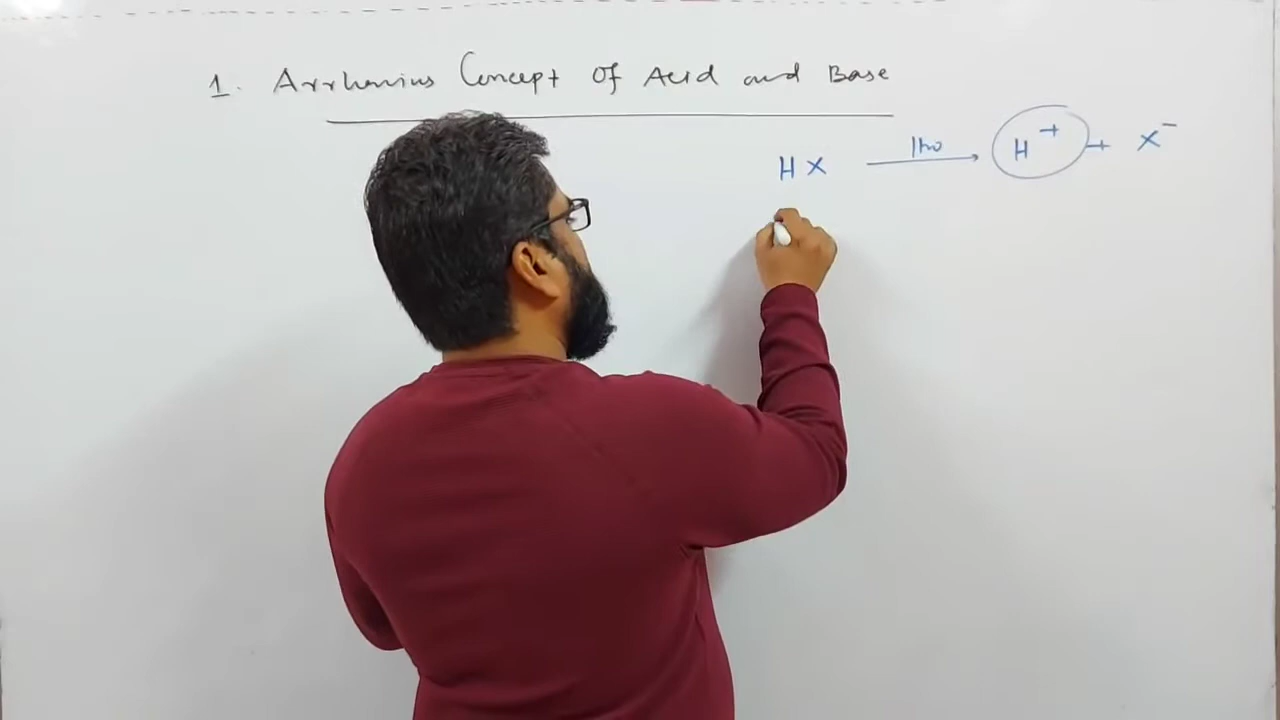 1. Arrhenius Concept Of Acid and Base
HX ⟶ H₂O H⁺ + X⁻